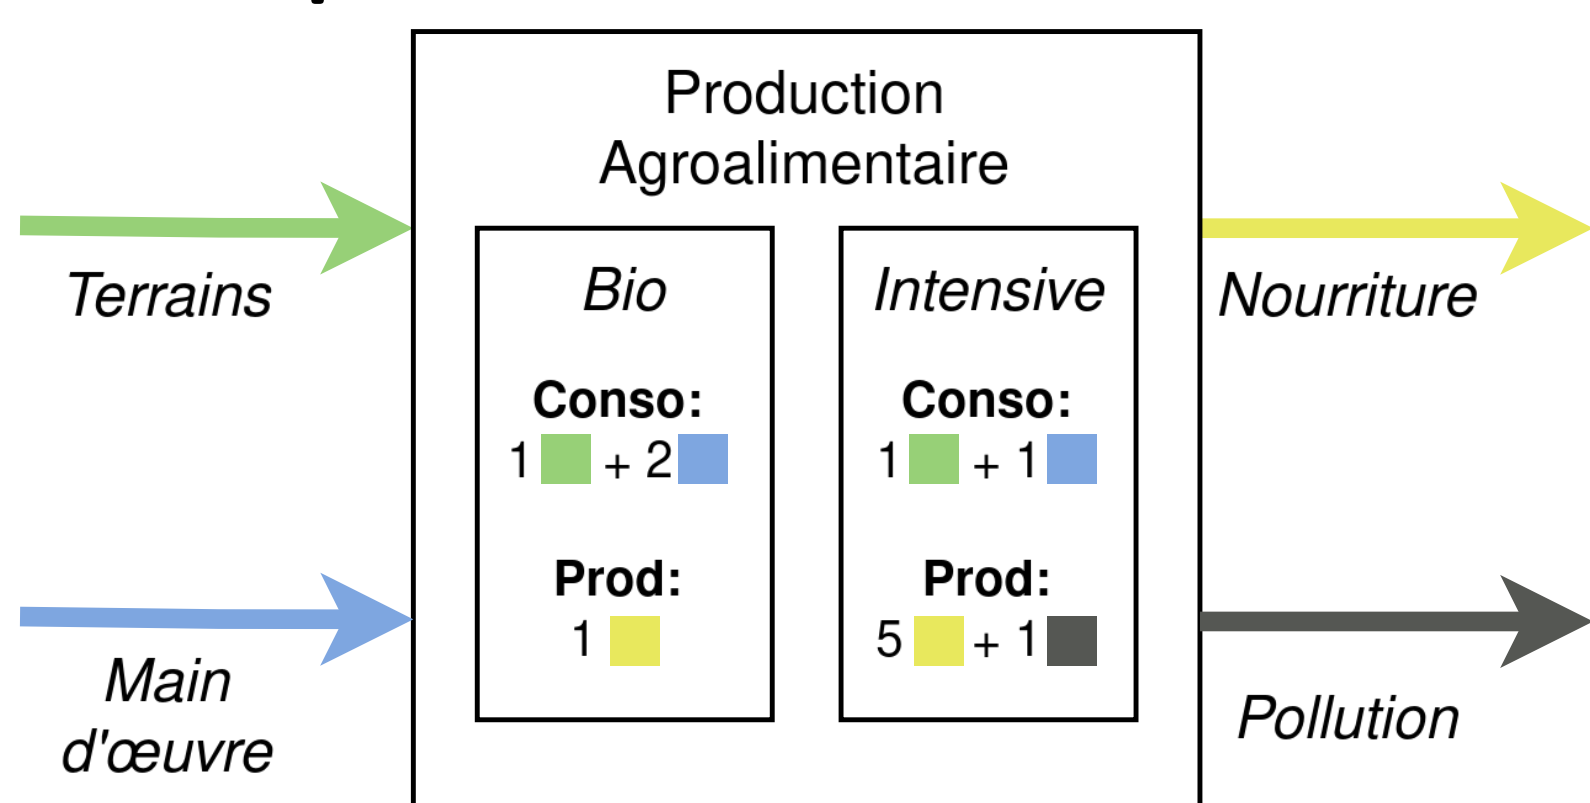 Production
Agroalimentaire
Terrains
Main
d'œuvre
Bio
Conso:
1 + 2
Prod:
1
Intensive
Conso:
1 + 1
Prod:
5 + 1
Nourriture
Pollution